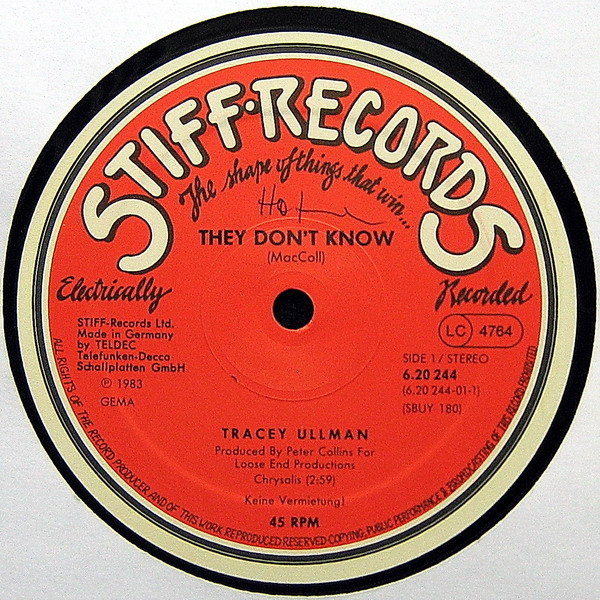 STIFF·RECORDS
The shape of things that win...
THEY DON'T KNOW
(MacColl)
Electrically
Recorded
STIFF-Records Ltd.
Made in Germany
by TELDEC
Telefunken-Decca
Schallplatten GmbH
℗ 1983
GEMA
LC 4764
SIDE 1/STEREO
6.20 244
(6.20 244-01-1)
(SBUY 180)
TRACEY ULLMAN
Produced By Peter Collins For
Loose End Productions
Chrysalis (2:59)
Keine Vermietung!
45 RPM
ALL RIGHTS OF THE RECORD PRODUCER AND OF THIS WORK REPRODUCED RESERVED·COPYING, PUBLIC PERFORMANCE & BROADCASTING OF THIS RECORD PROHIBITED